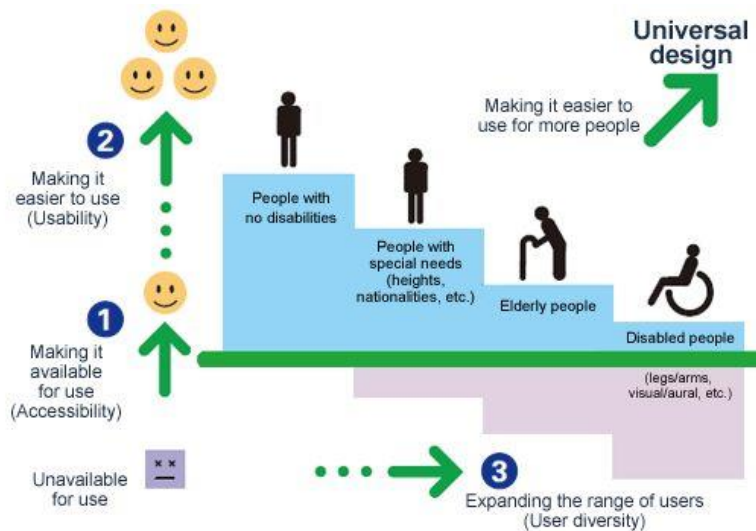 Universal
design
Making it easier to
use for more people
2
Making it
easier to use
(Usability)
People with
no disabilities
People with
special needs
(heights,
nationalities, etc.)
Elderly people
Disabled people
(legs/arms,
visual/aural, etc.)
1
Making it
available
for use
(Accessibility)
Unavailable
for use
3
Expanding the range of users
(User diversity)